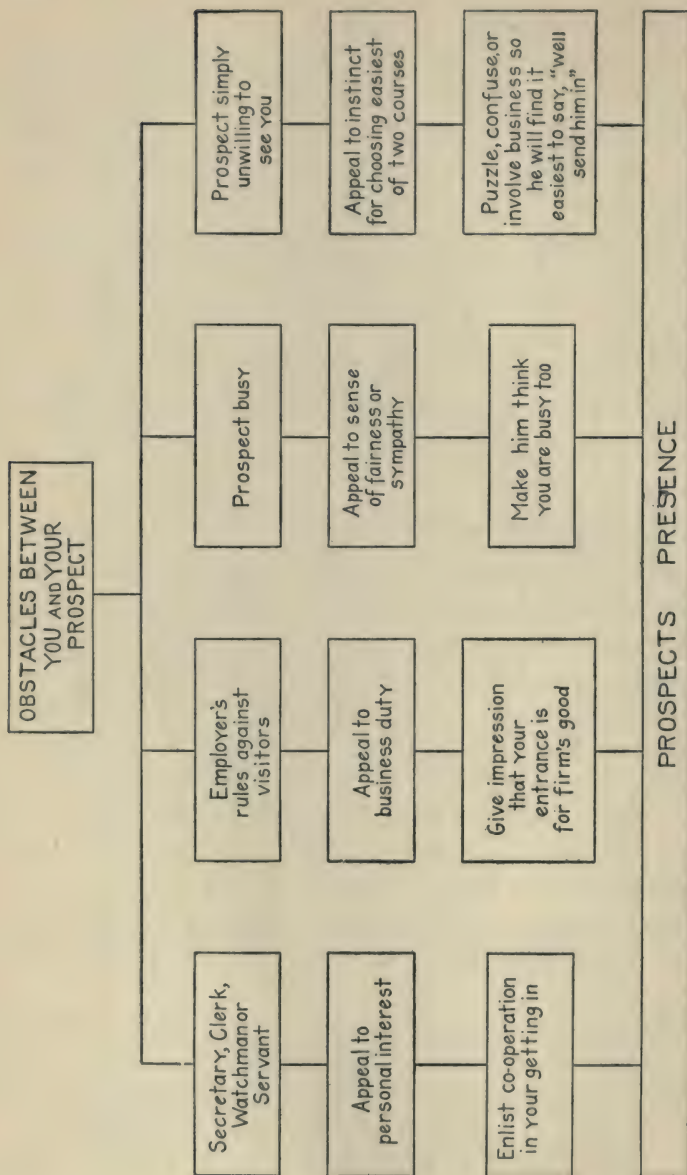 OBSTACLES BETWEEN
YOU AND YOUR
PROSPECT
Secretary, Clerk,
Watchman or
Servant
Appeal to
personal interest
Enlist co-operation
in your getting in
Employer's
rules against
visitors
Appeal to
business duty
Give impression
that your
entrance is
for firm's good
Prospect busy
Appeal to sense
of fairness or
sympathy
Make him think
you are busy too
Prospect simply
unwilling to
see you
Appeal to instinct
for choosing easiest
of two courses
Puzzle, confuse, or
involve business so
he will find it
easiest to say, "well
send him in"
PROSPECTS PRESENCE